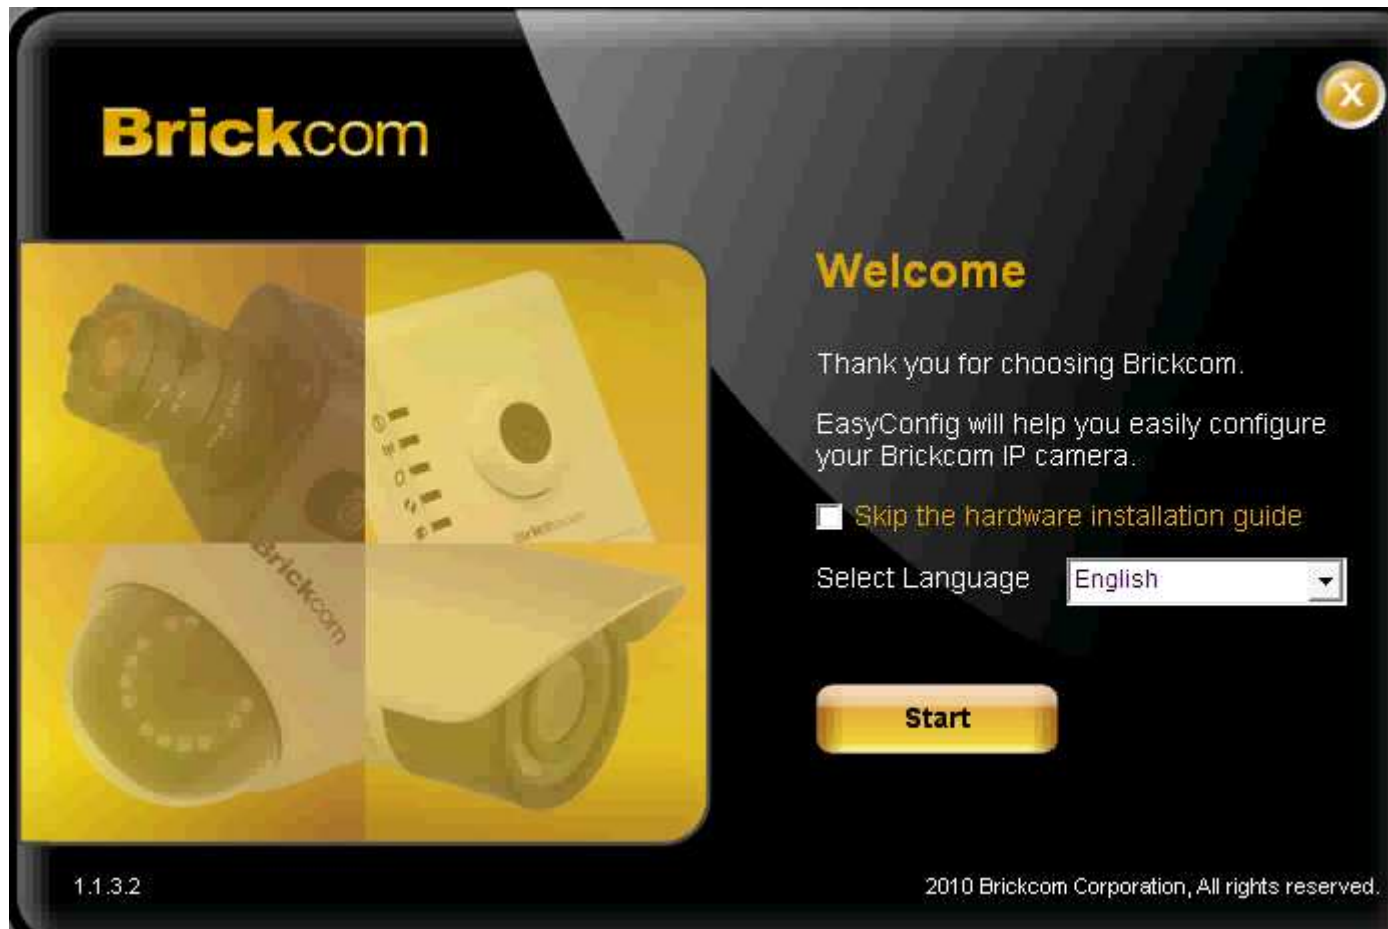 Brickcom
Welcome
Thank you for choosing Brickcom.
EasyConfig will help you easily configure
your Brickcom IP camera.
Skip the hardware installation guide
Select Language English
Start
Brickcom
1.1.3.2
2010 Brickcom Corporation, All rights reserved.